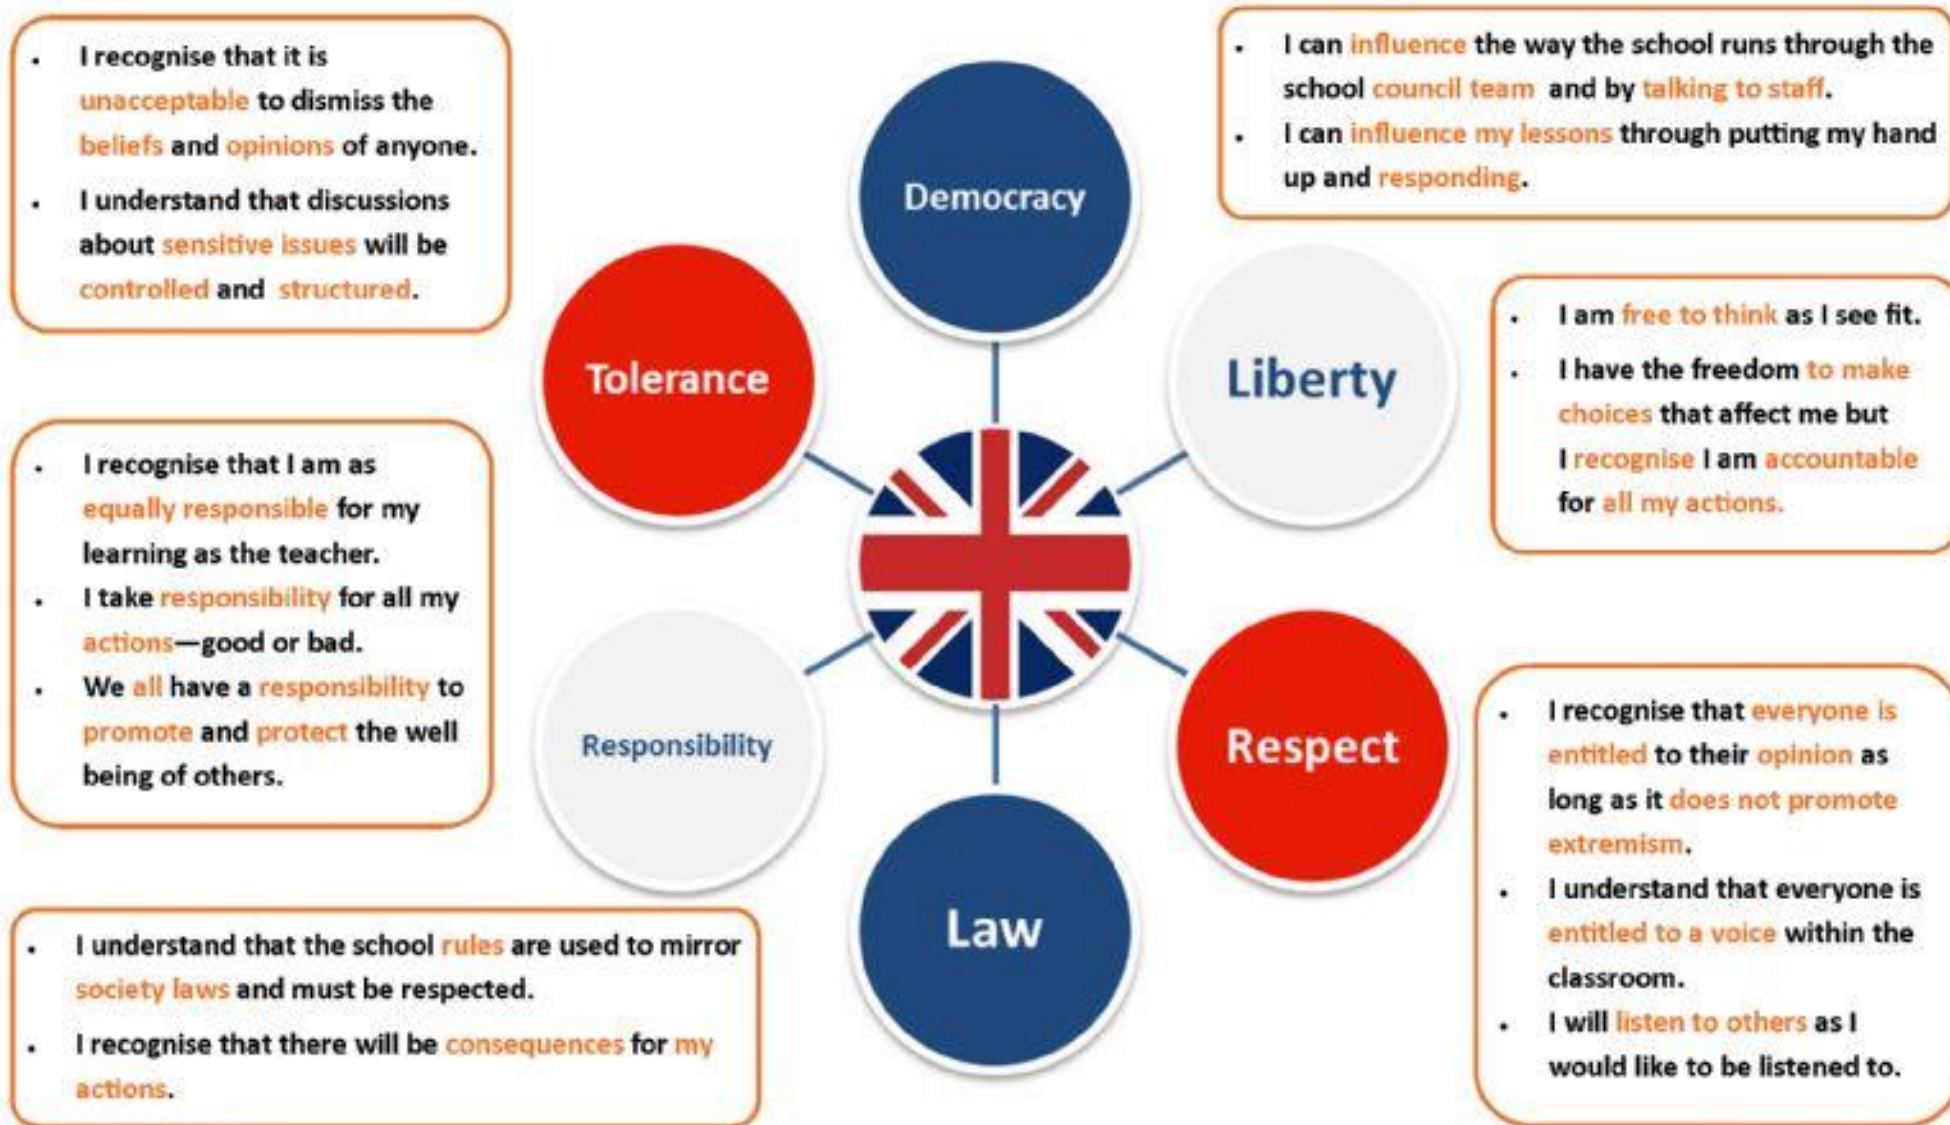 • I recognise that it is
unacceptable to dismiss the
beliefs and opinions of anyone.
• I understand that discussions
about sensitive issues will be
controlled and structured.
• I can influence the way the school runs through the
school council team and by talking to staff.
• I can influence my lessons through putting my hand
up and responding.
Democracy
Tolerance
Liberty
• I am free to think as I see fit.
• I have the freedom to make
choices that affect me but
I recognise I am accountable
for all my actions.
• I recognise that I am as
equally responsible for my
learning as the teacher.
• I take responsibility for all my
actions—good or bad.
• We all have a responsibility to
promote and protect the well
being of others.
Responsibility
Respect
• I recognise that everyone is
entitled to their opinion as
long as it does not promote
extremism.
• I understand that everyone is
entitled to a voice within the
classroom.
• I will listen to others as I
would like to be listened to.
Law
• I understand that the school rules are used to mirror
society laws and must be respected.
• I recognise that there will be consequences for my
actions.